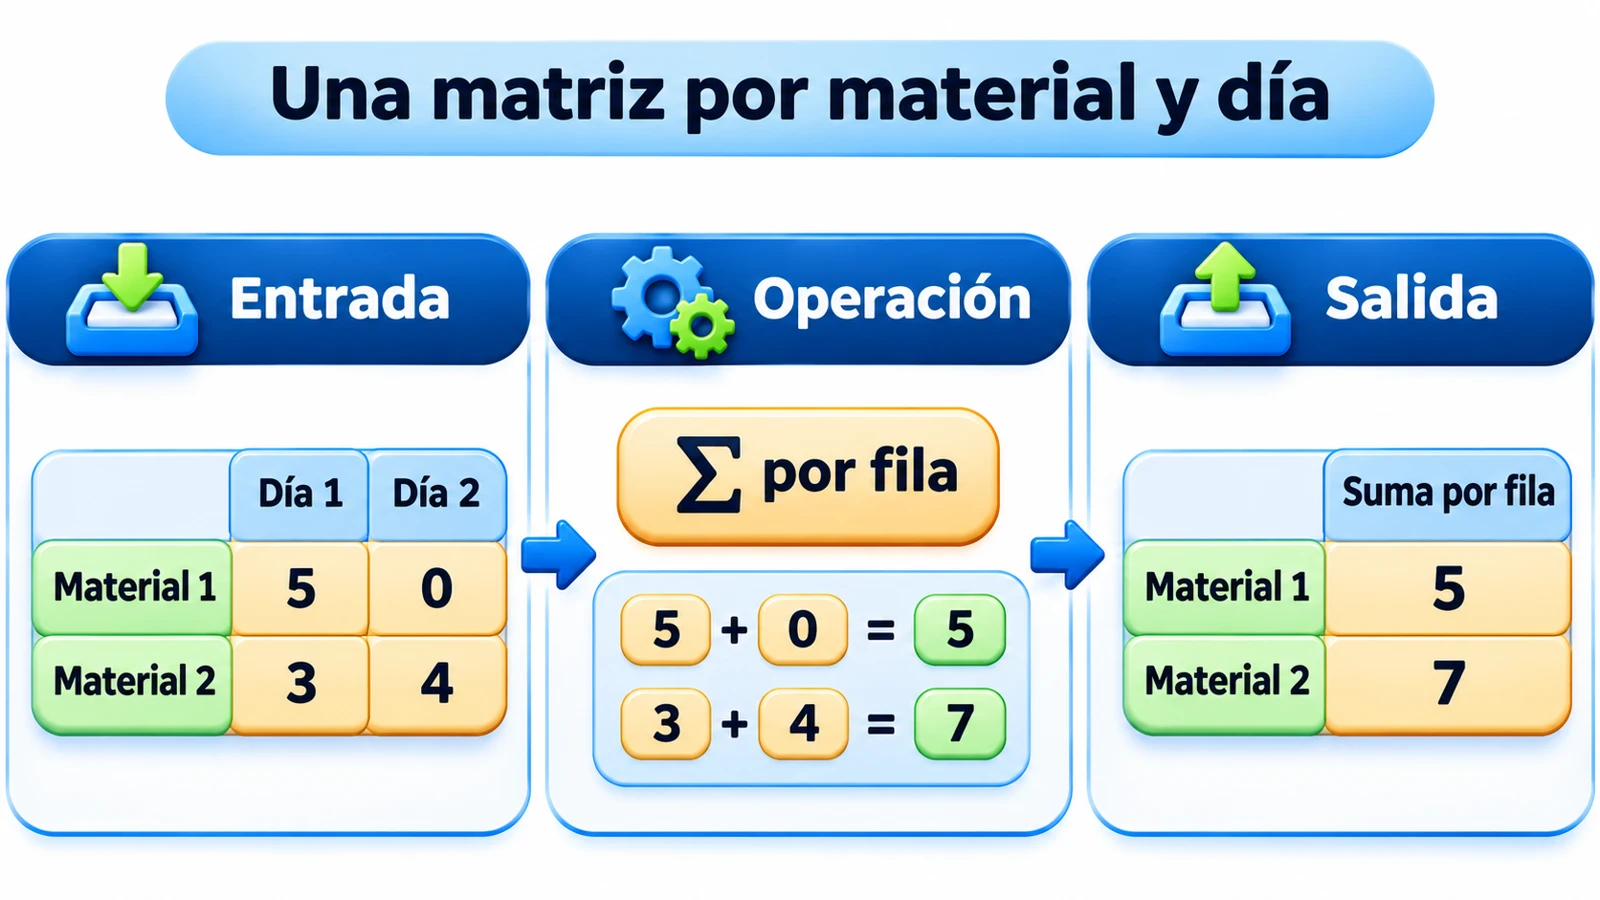 Una matriz por material y día
Entrada
Día 1 Día 2
Material 1 5 0
Material 2 3 4
Operación
Σ por fila
5 + 0 = 5
3 + 4 = 7
Salida
Suma por fila
Material 1 5
Material 2 7